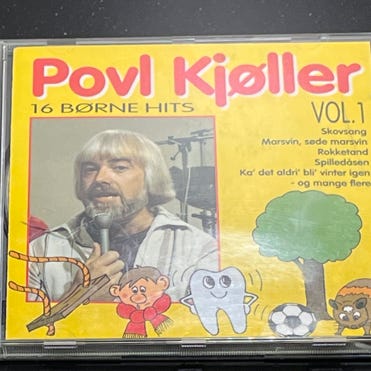 Povl Kjøller
16 BØRNE HITS
VOL.1
Skovsang
Marsvin, søde marsvin
Rokketand
Spilledåsen
Ka' det aldri' bli' vinter igen
- og mange flere